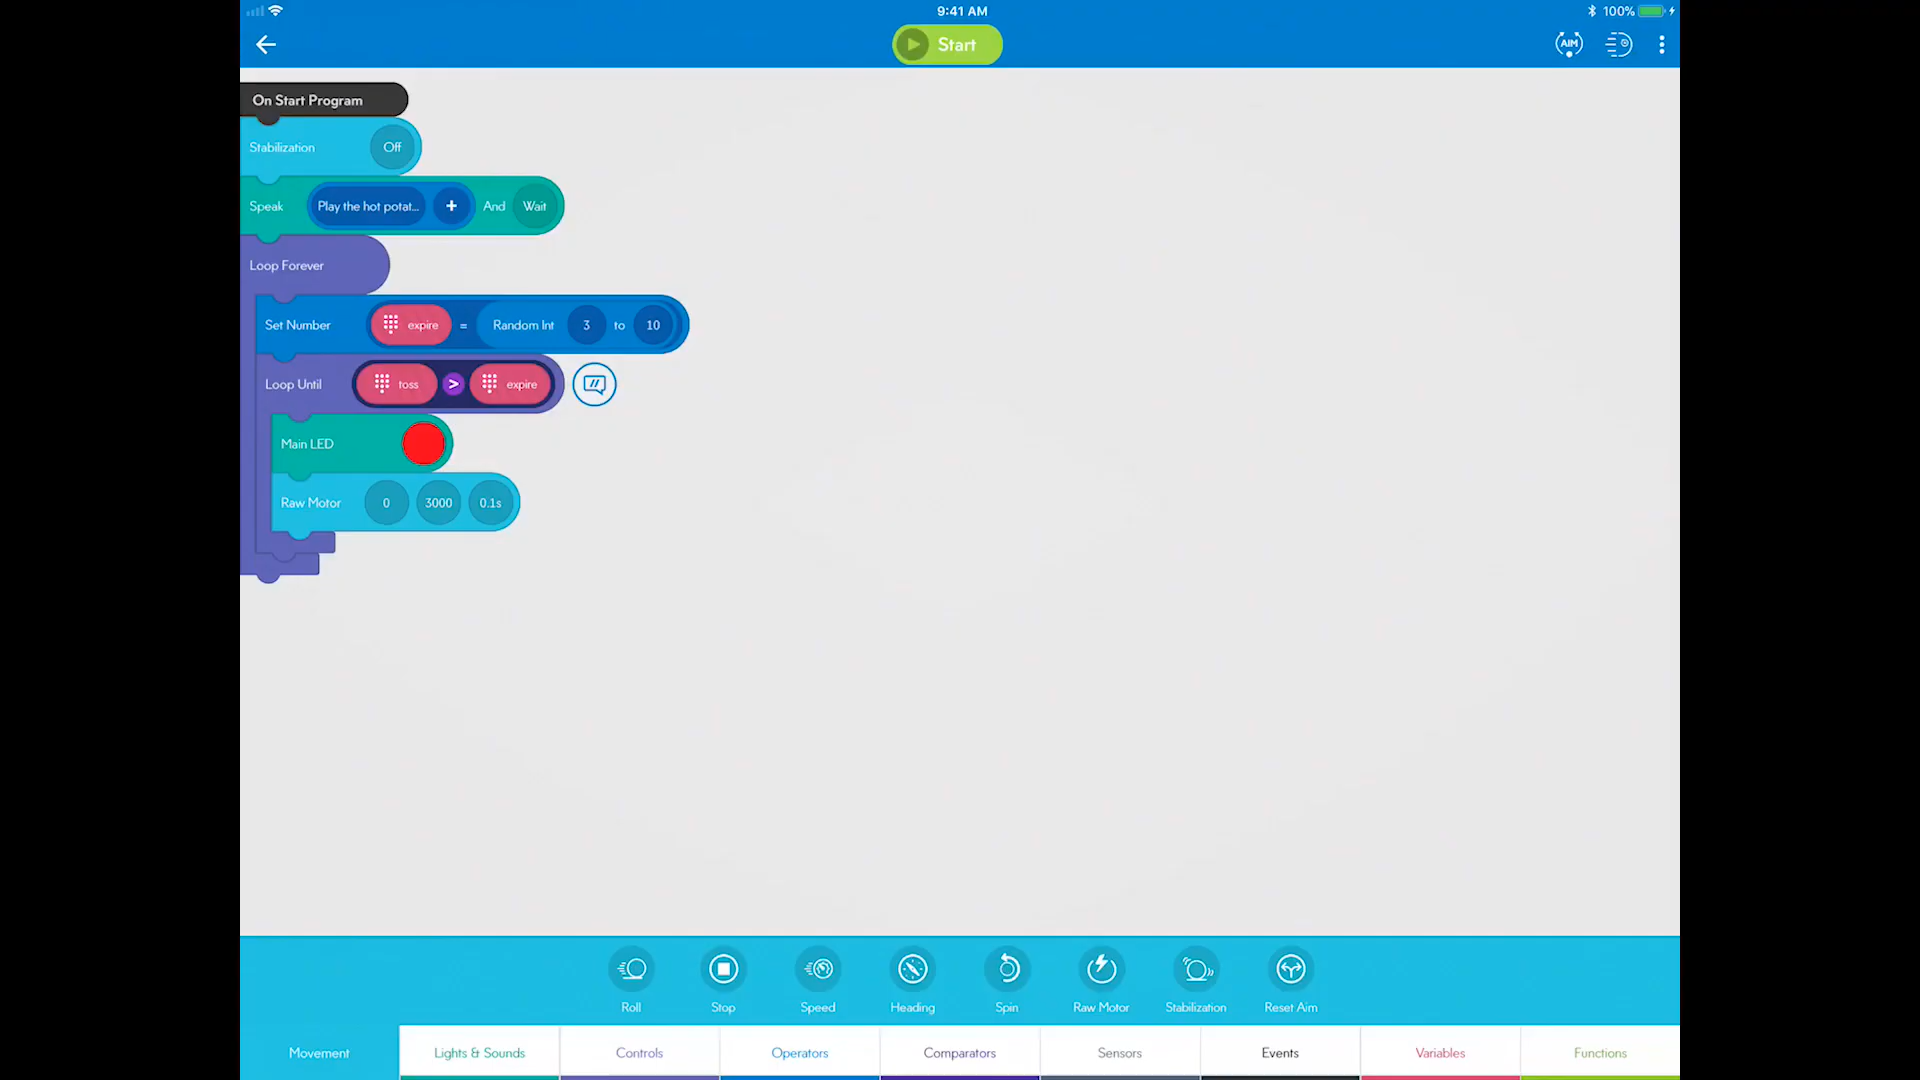 9:41 AM
100%
Start
AIM
On Start Program
Stabilization Off
Speak Play the hot potat... + And Wait
Loop Forever
Set Number expire = Random Int 3 to 10
Loop Until toss > expire //
Main LED
Raw Motor 0 3000 0.1s
Roll Stop Speed Heading Spin Raw Motor Stabilization Reset Aim
Movement Lights & Sounds Controls Operators Comparators Sensors Events Variables Functions